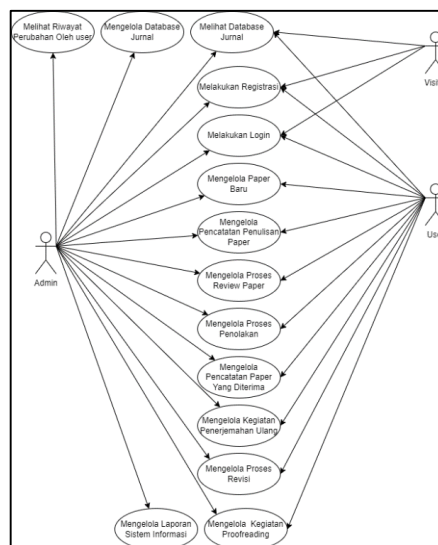 Melihat Riwayat
Perubahan Oleh user
Mengelola Database
Jurnal
Melihat Database
Jurnal
Melakukan Registrasi
Melakukan Login
Mengelola Paper
Baru
Mengelola
Pencatatan Penulisan
Paper
Mengelola Proses
Review Paper
Mengelola Proses
Penolakan
Mengelola
Pencatatan Paper
Yang Diterima
Mengelola Kegiatan
Penerjemahan Ulang
Mengelola Proses
Revisi
Mengelola Kegiatan
Proofreading
Mengelola Laporan
Sistem Informasi
Admin